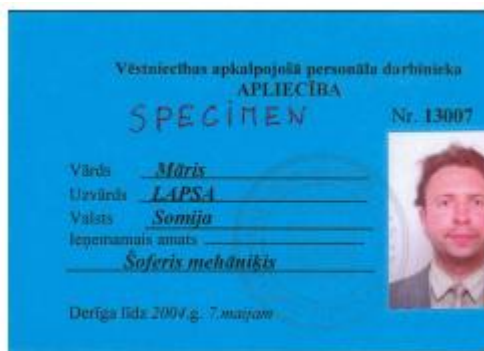 Vēstniecības apkalpojošā personāla darbinieka
APLIECĪBA
SPECIMEN
Nr. 13007
Vārds Māris
Uzvārds LAPSA
Valsts Somija
Ieņemamais amats
Šoferis mehāniķis
Derīga līdz 2004.g. 7.maijam